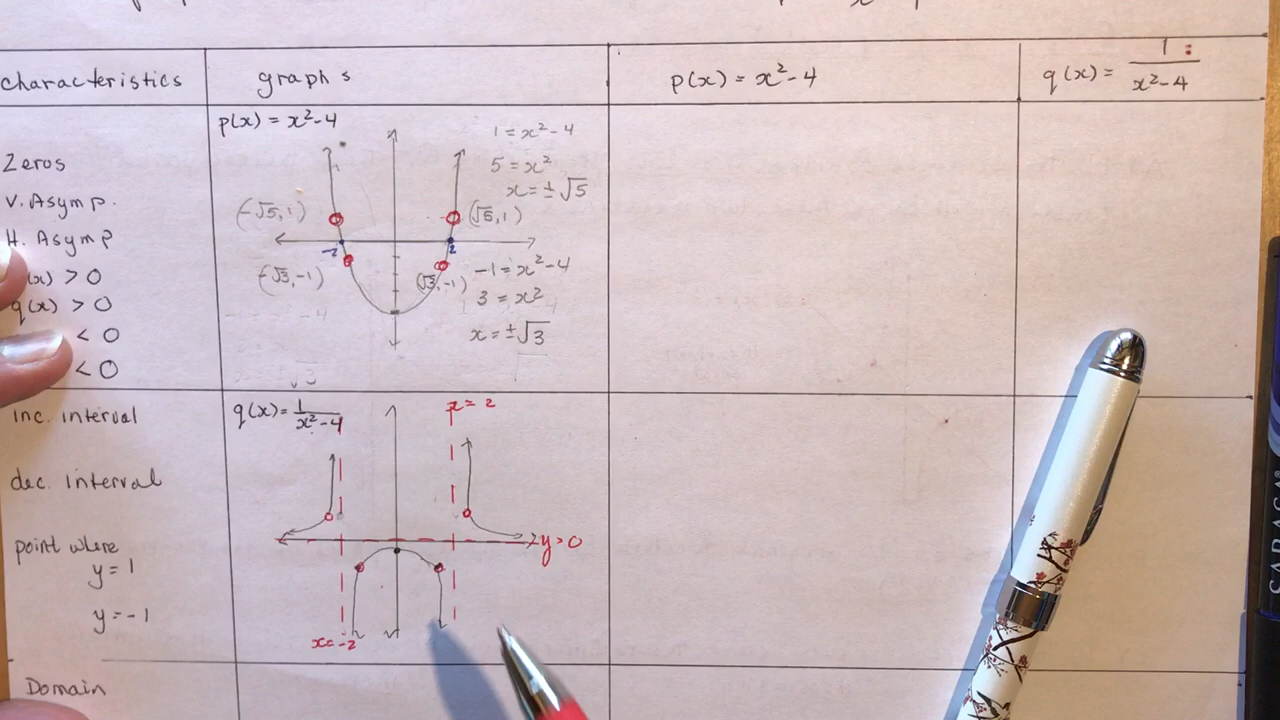 characteristics
graphs
p(x) = x²-4
q(x) = 1 / x²-4
Zeros
V. Asymp.
H. Asymp
(x) > 0
q(x) > 0
< 0
< 0
p(x) = x²-4
1 = x²-4
5 = x²
x = ±√5
(-√5, 1)
(√5, 1)
-2
2
(-√3, -1)
(√3, -1)
-1 = x²-4
3 = x²
x = ±√3
inc. interval
dec. interval
point where
y = 1
y = -1
q(x) = 1 / x²-4
x = 2
y=0
x=-2
Domain